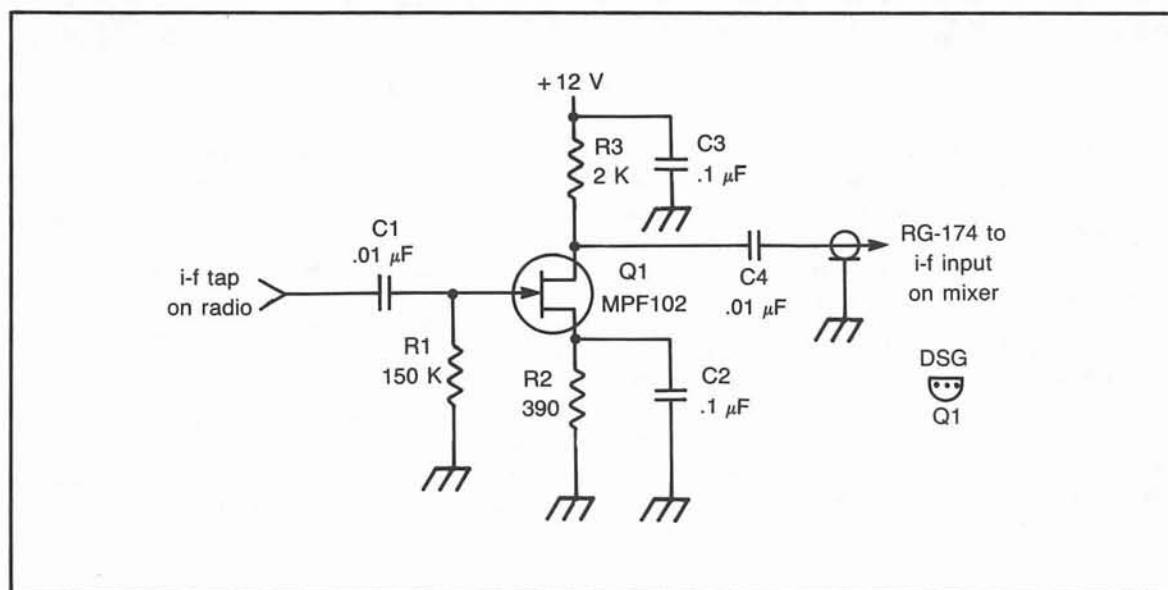 +12 V
R3
2 K
C3
.1 μF
C1
.01 μF
i-f tap
on radio
Q1
MPF102
C4
.01 μF
RG-174 to
i-f input
on mixer
R1
150 K
R2
390
C2
.1 μF
DSG
Q1